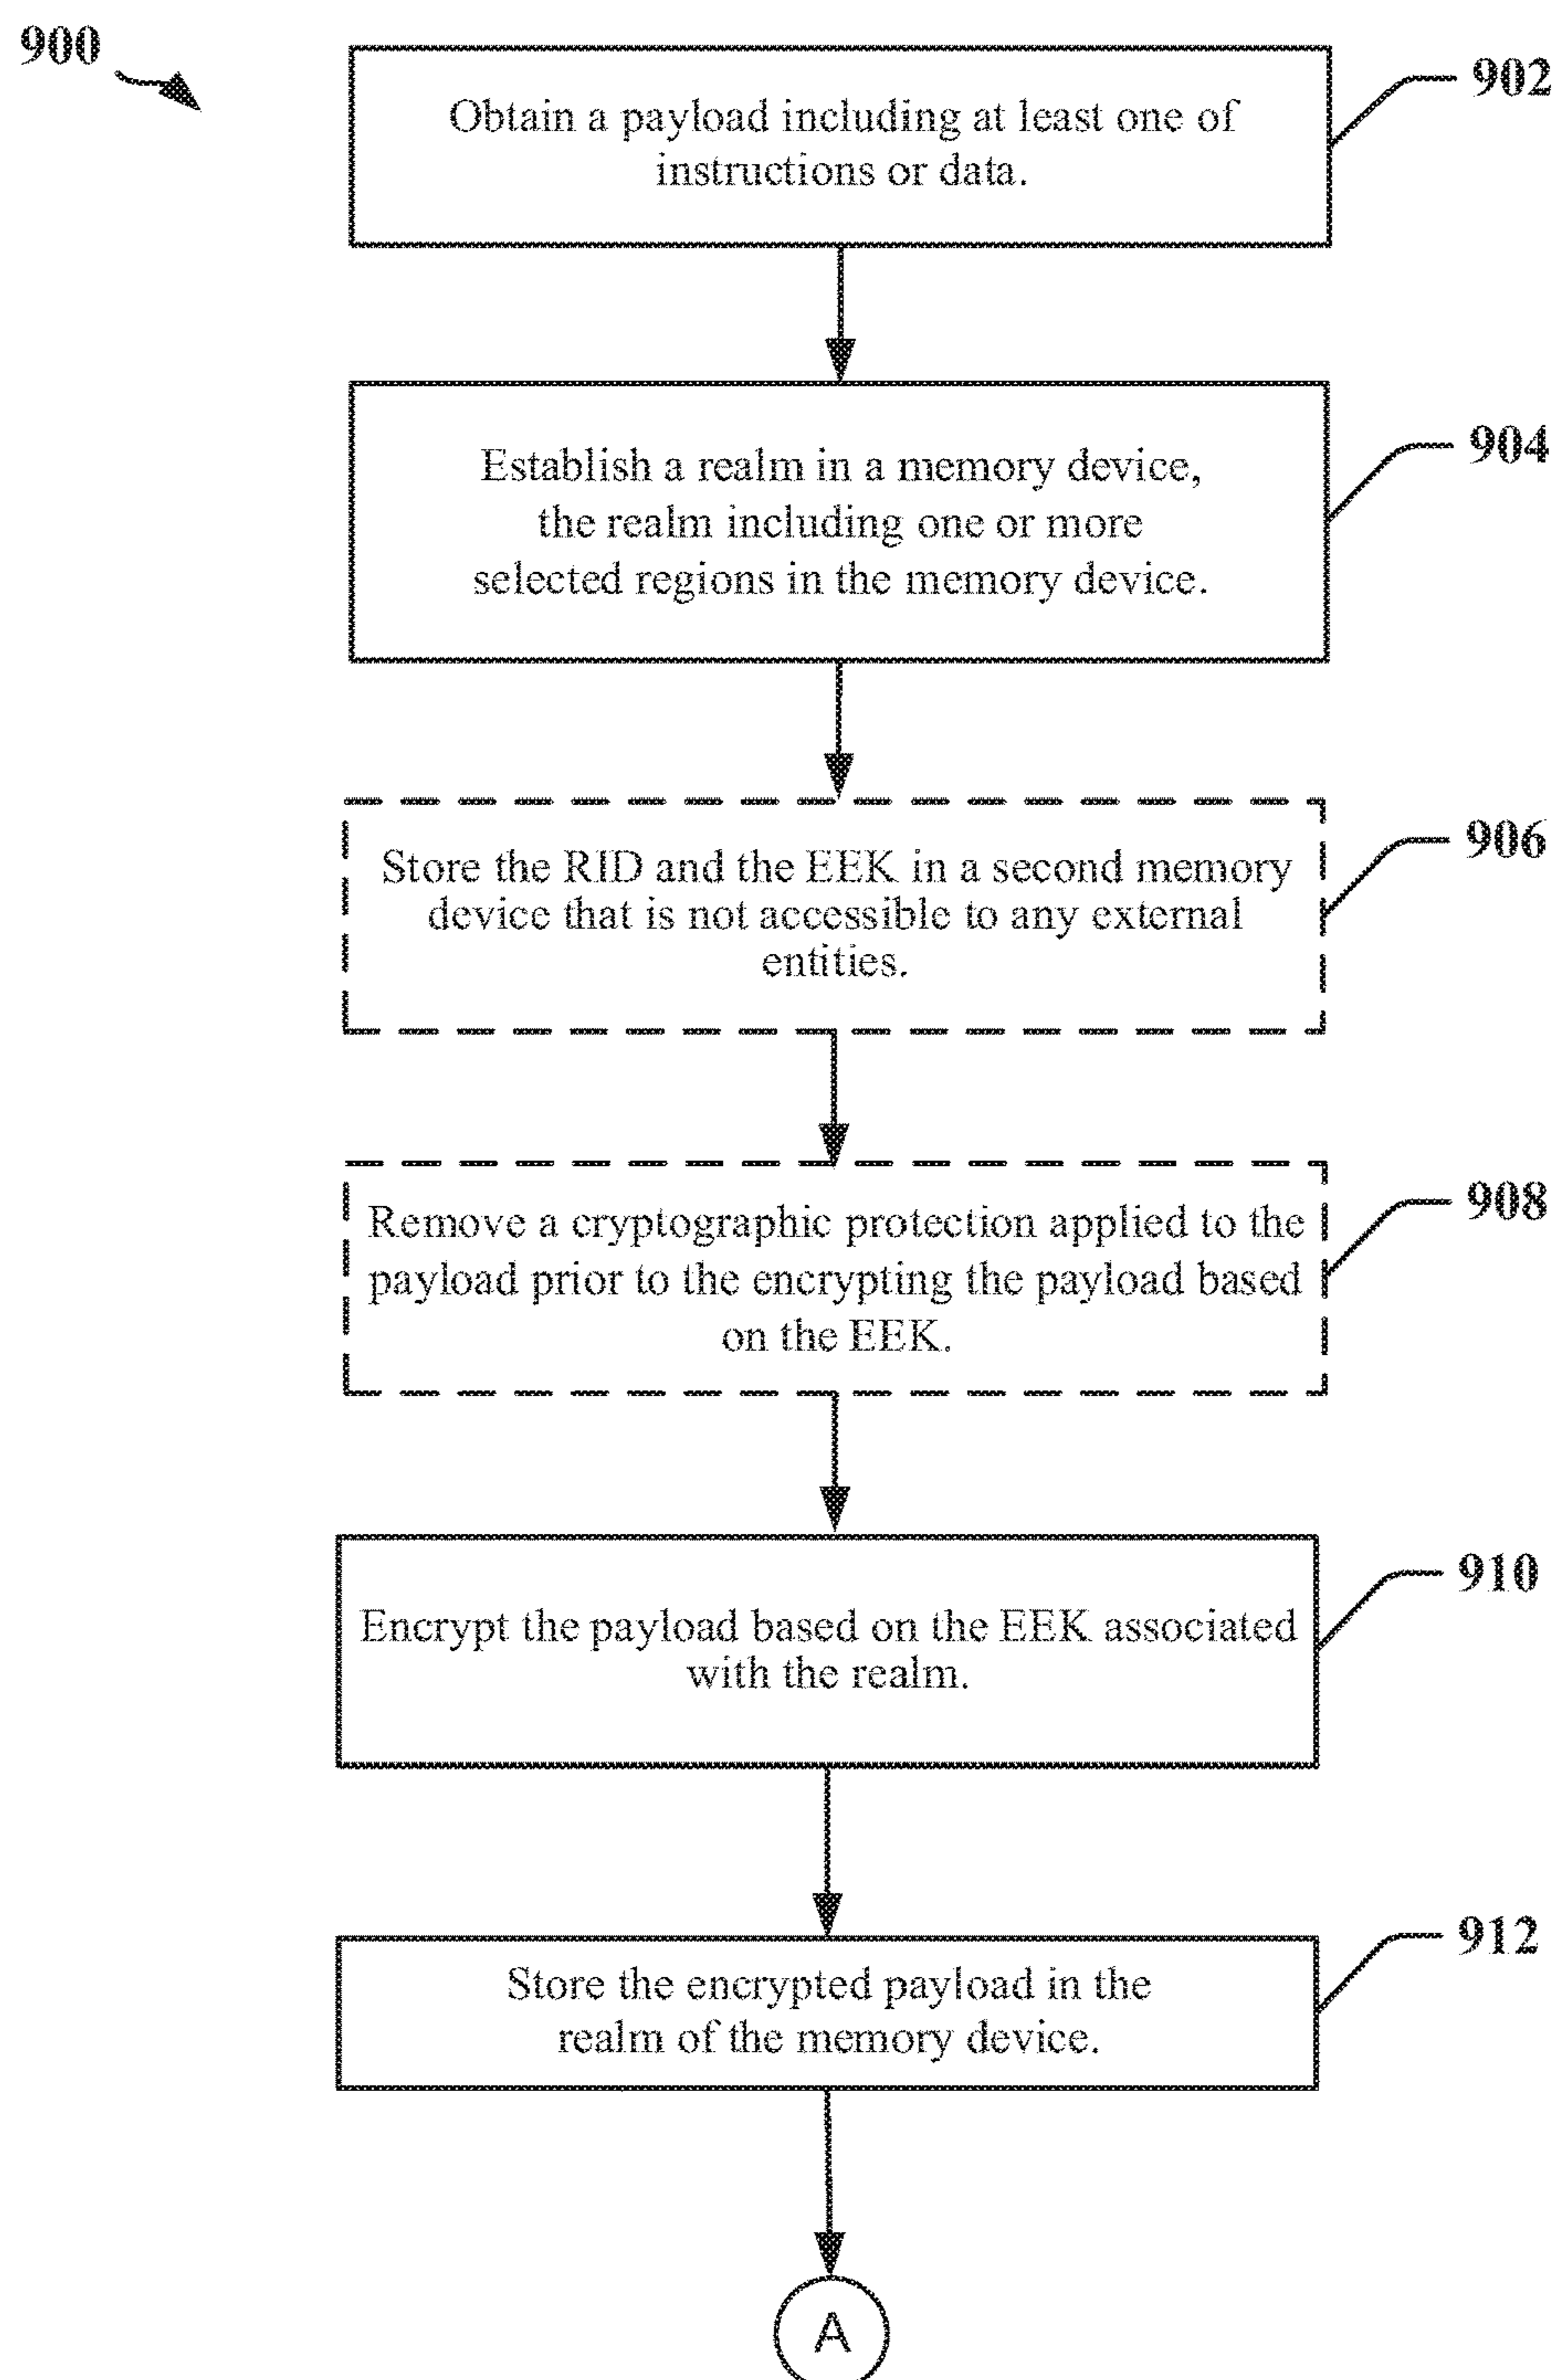 900
Obtain a payload including at least one of
instructions or data.
902
Establish a realm in a memory device,
the realm including one or more
selected regions in the memory device.
904
Store the RID and the EEK in a second memory
device that is not accessible to any external
entities.
906
Remove a cryptographic protection applied to the
payload prior to the encrypting the payload based
on the EEK.
908
Encrypt the payload based on the EEK associated
with the realm.
910
Store the encrypted payload in the
realm of the memory device.
912
A